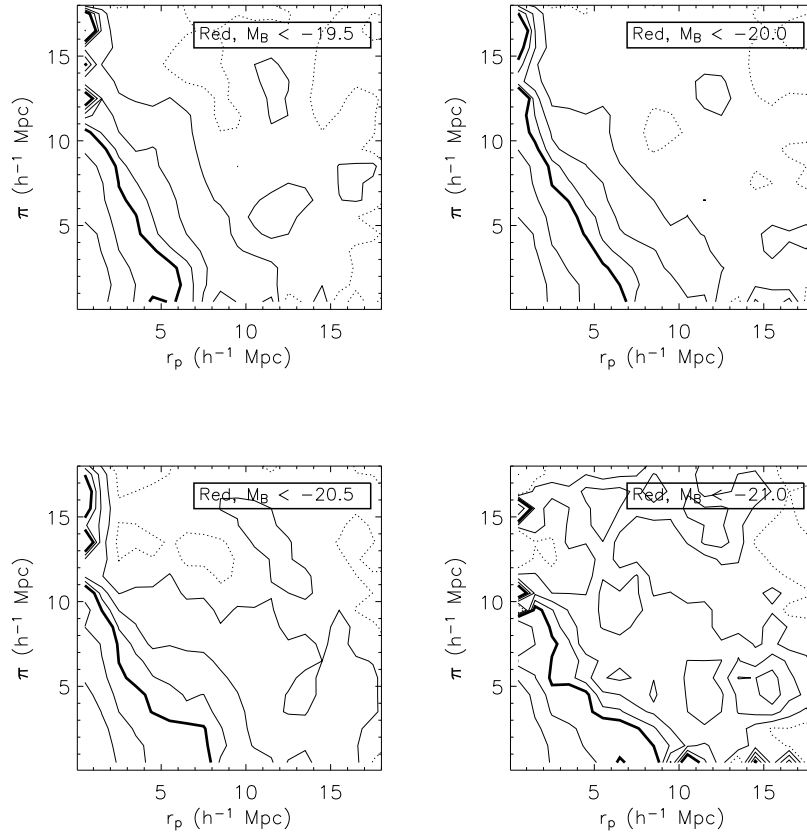 Red, M_B < −19.5
15
10
5
π (h⁻¹ Mpc)
5 10 15
r_p (h⁻¹ Mpc)
Red, M_B < −20.0
15
10
5
π (h⁻¹ Mpc)
5 10 15
r_p (h⁻¹ Mpc)
Red, M_B < −20.5
15
10
5
π (h⁻¹ Mpc)
5 10 15
r_p (h⁻¹ Mpc)
Red, M_B < −21.0
15
10
5
π (h⁻¹ Mpc)
5 10 15
r_p (h⁻¹ Mpc)